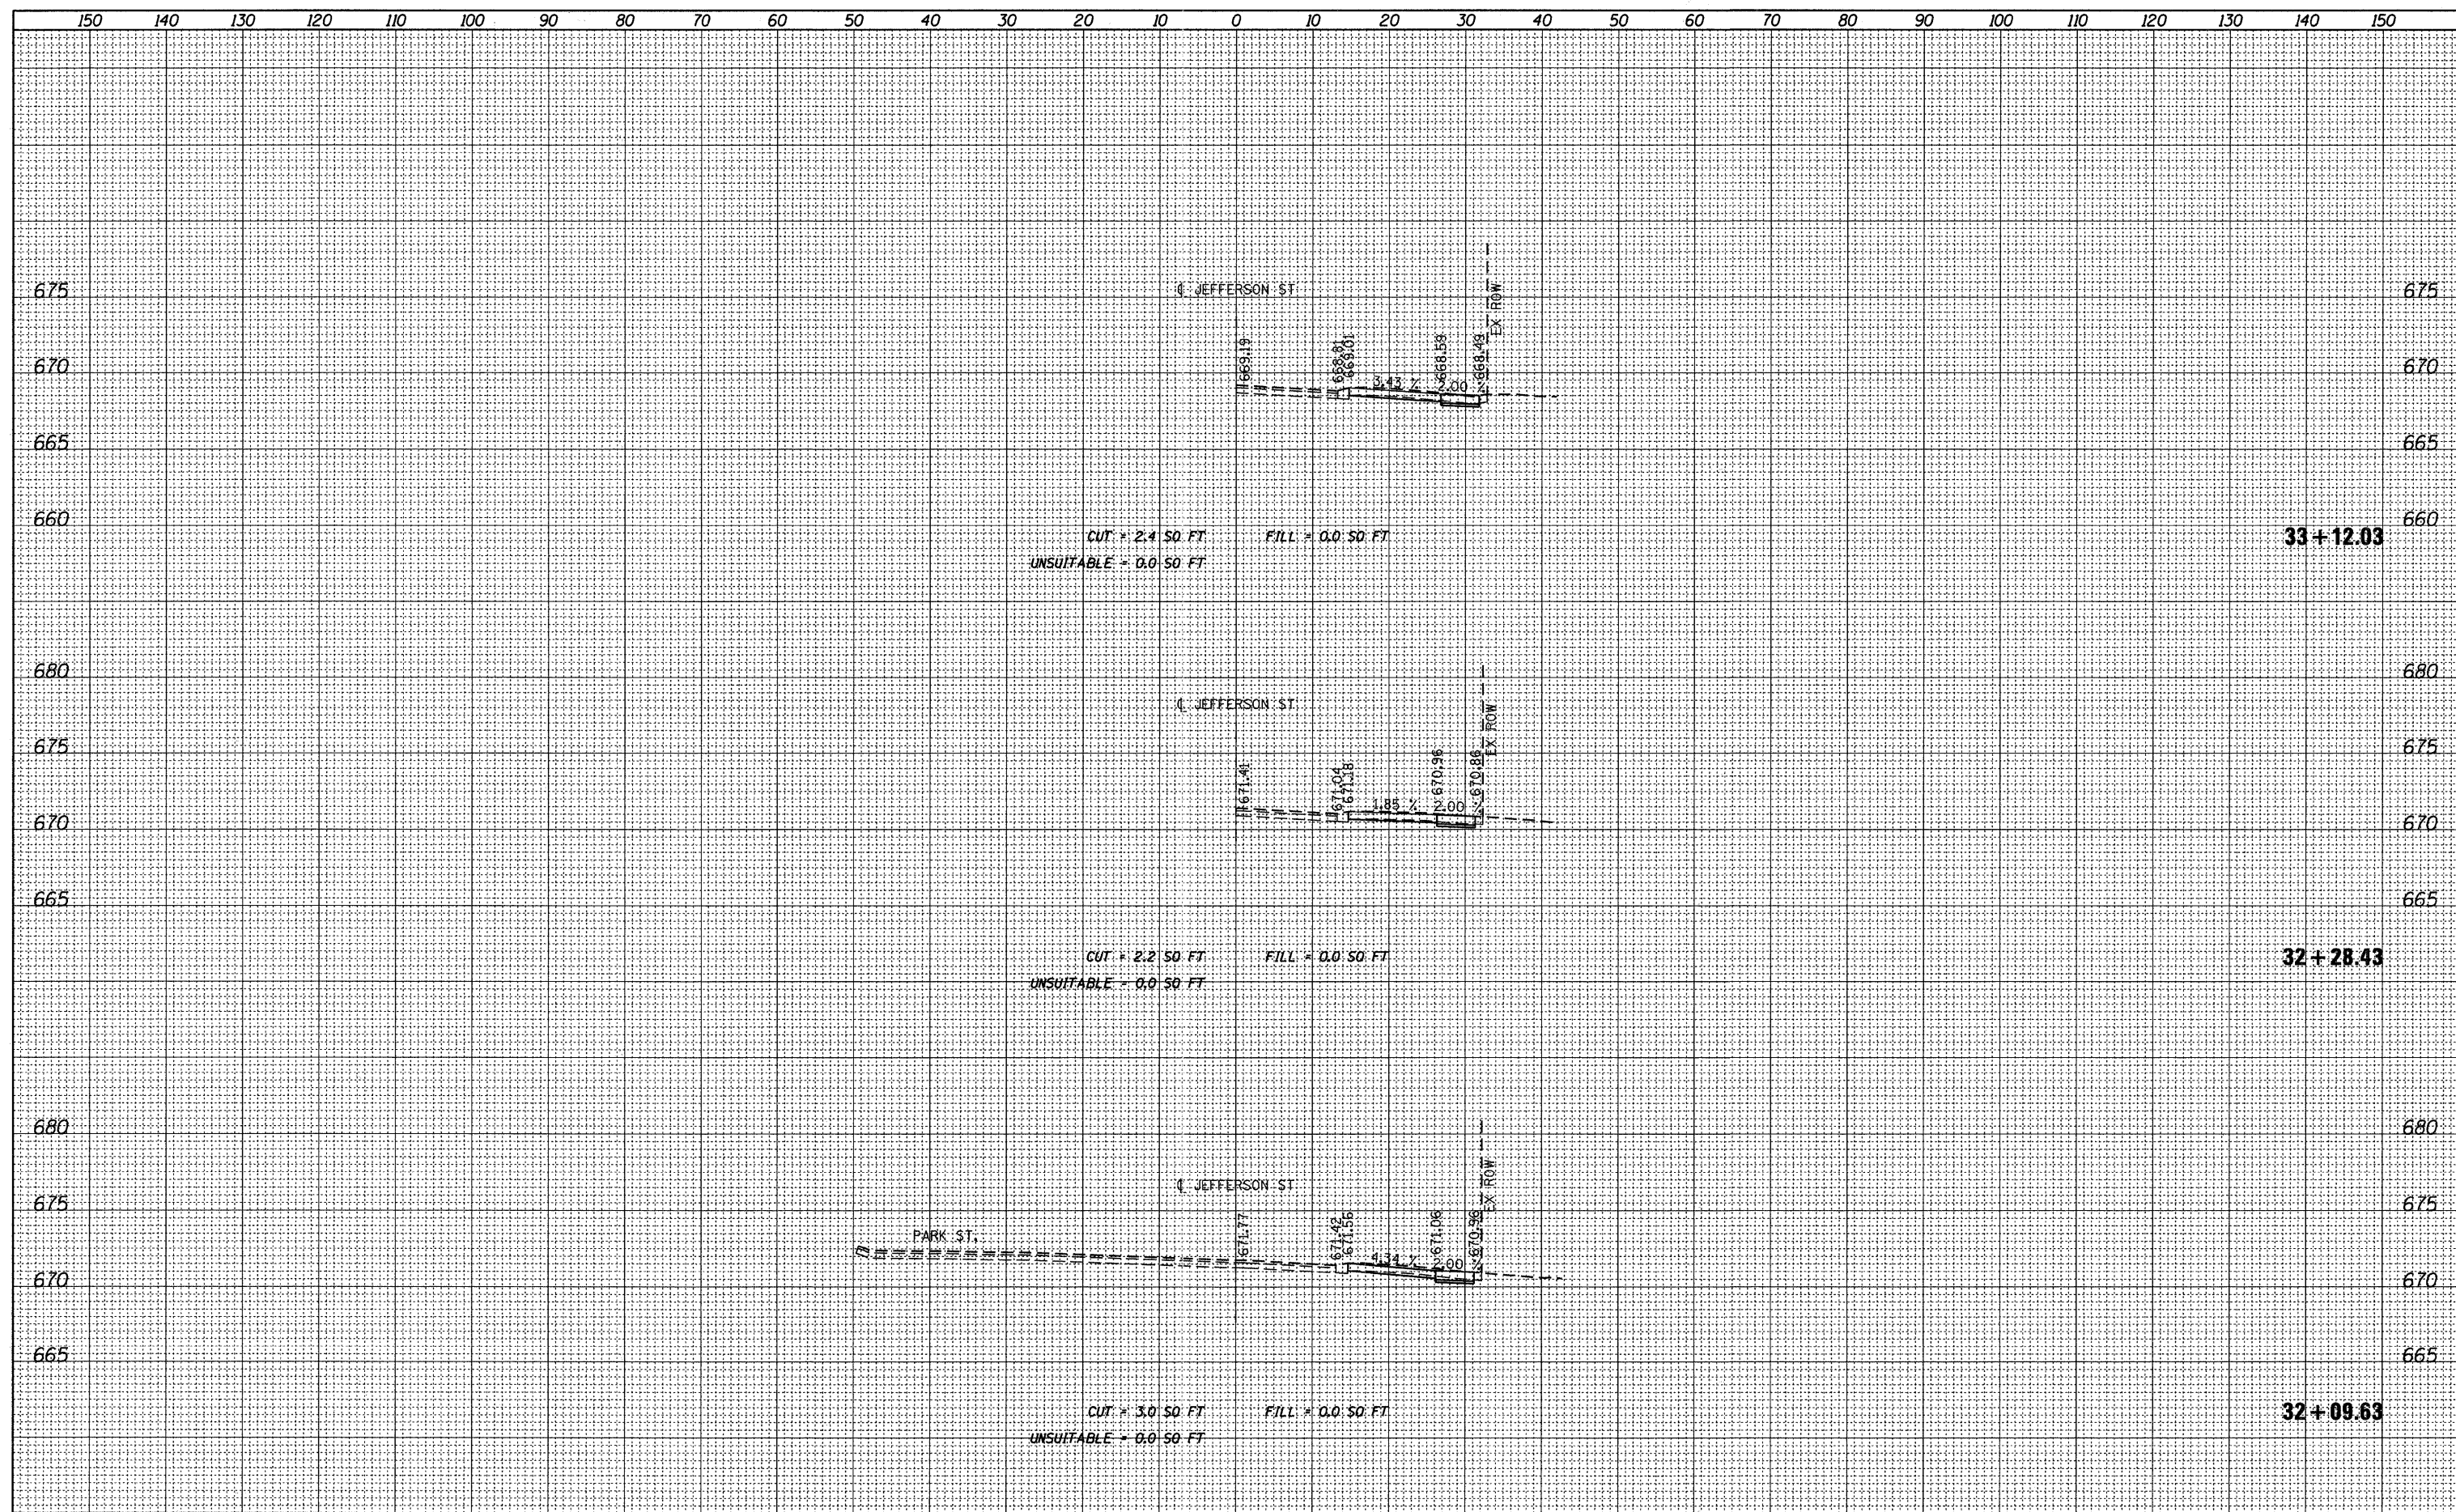 150 140 130 120 110 100 90 80 70 60 50 40 30 20 10 0 10 20 30 40 50 60 70 80 90 100 110 120 130 140 150
675 ℄ JEFFERSON ST 675
EX ROW
669.19 668.81 669.01 668.59 668.49
670 3.43 % 2.00 % 670
665 665
660 660
CUT = 2.4 SQ FT FILL = 0.0 SQ FT 33+12.03
UNSUITABLE = 0.0 SQ FT
680 680
℄ JEFFERSON ST
EX ROW
675 675
671.41 671.04 671.18 670.96 670.86
1.85 % 2.00 %
670 670
665 665
CUT = 2.2 SQ FT FILL = 0.0 SQ FT 32+28.43
UNSUITABLE = 0.0 SQ FT
680 680
℄ JEFFERSON ST
EX ROW
675 675
PARK ST. 671.77 671.42 671.56 671.06 670.96
4.34 % 2.00 %
670 670
665 665
CUT = 3.0 SQ FT FILL = 0.0 SQ FT 32+09.63
UNSUITABLE = 0.0 SQ FT